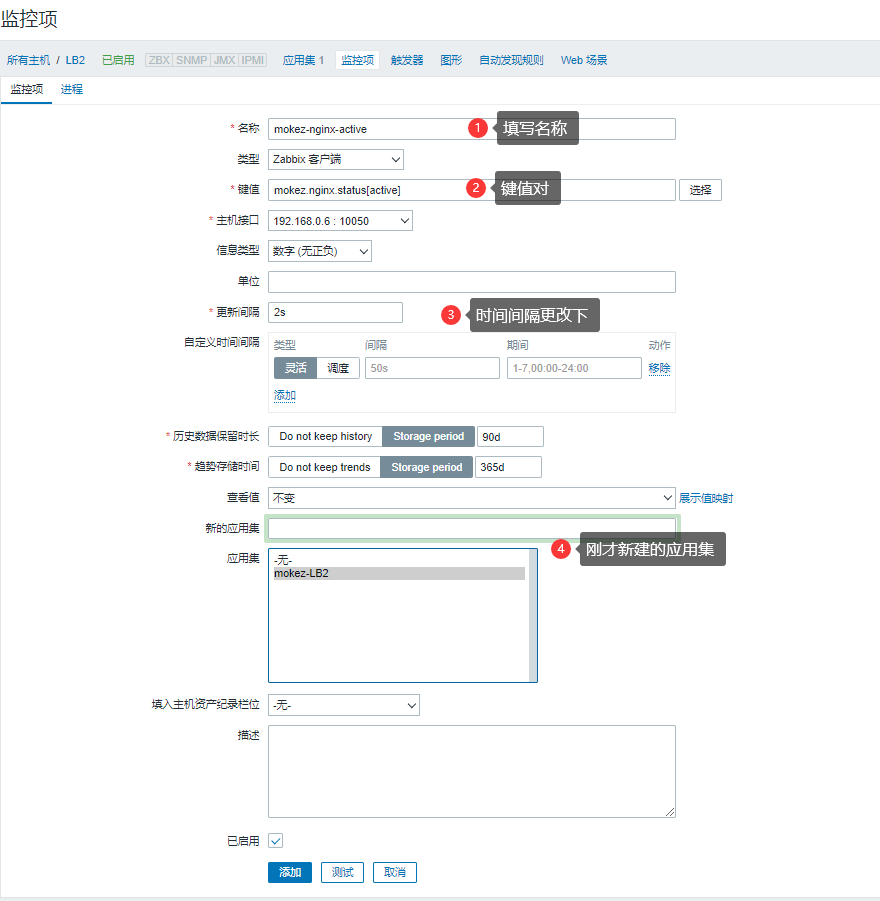 监控项
所有主机 / LB2 已启用 ZBX SNMP JMX IPMI 应用集 1 监控项 触发器 图形 自动发现规则 Web 场景
监控项 进程
* 名称 mokez-nginx-active 1 填写名称
类型 Zabbix 客户端
* 键值 mokez.nginx.status[active] 2 键值对 选择
* 主机接口 192.168.0.6 : 10050
信息类型 数字 (无正负)
单位
* 更新间隔 2s 3 时间间隔更改下
自定义时间间隔 类型 间隔 期间 动作
灵活 调度 50s 1-7,00:00-24:00 移除
添加
* 历史数据保留时长 Do not keep history Storage period 90d
* 趋势存储时间 Do not keep trends Storage period 365d
查看值 不变 展示值映射
新的应用集
4 刚才新建的应用集
应用集 -无-
mokez-LB2
填入主机资产纪录栏位 -无-
描述
已启用
添加 测试 取消